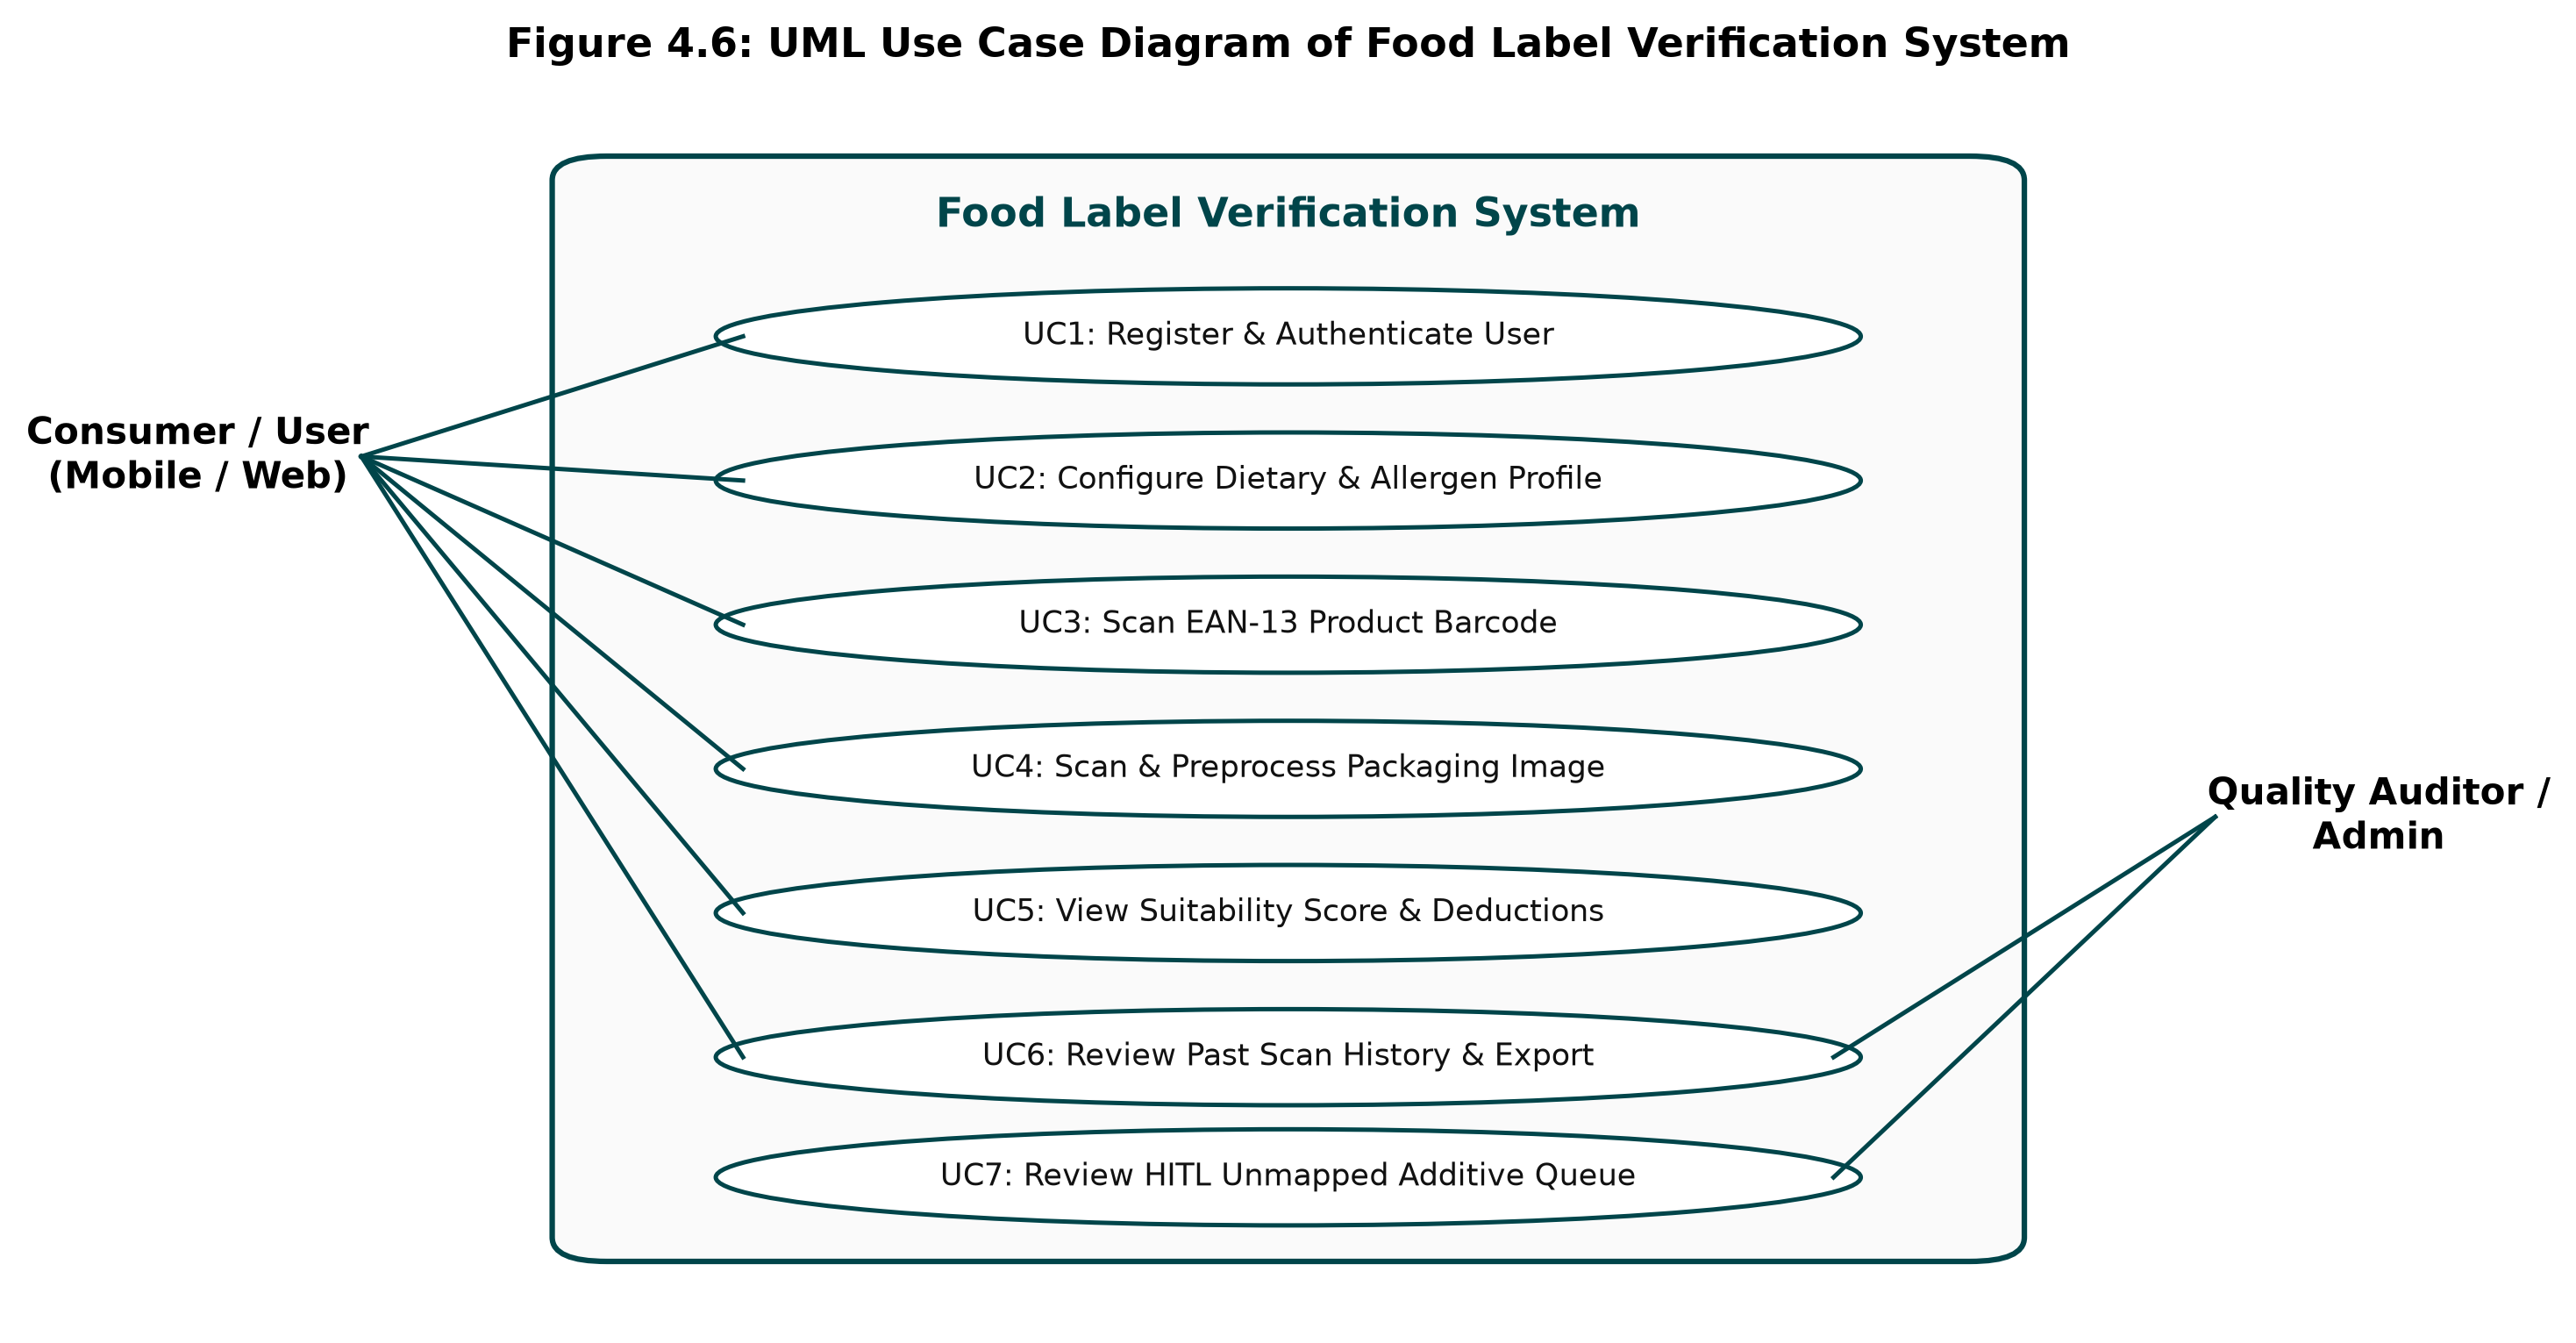 Figure 4.6: UML Use Case Diagram of Food Label Verification System
Food Label Verification System
UC1: Register & Authenticate User
Consumer / User
(Mobile / Web)
UC2: Configure Dietary & Allergen Profile
UC3: Scan EAN-13 Product Barcode
UC4: Scan & Preprocess Packaging Image
Quality Auditor /
Admin
UC5: View Suitability Score & Deductions
UC6: Review Past Scan History & Export
UC7: Review HITL Unmapped Additive Queue